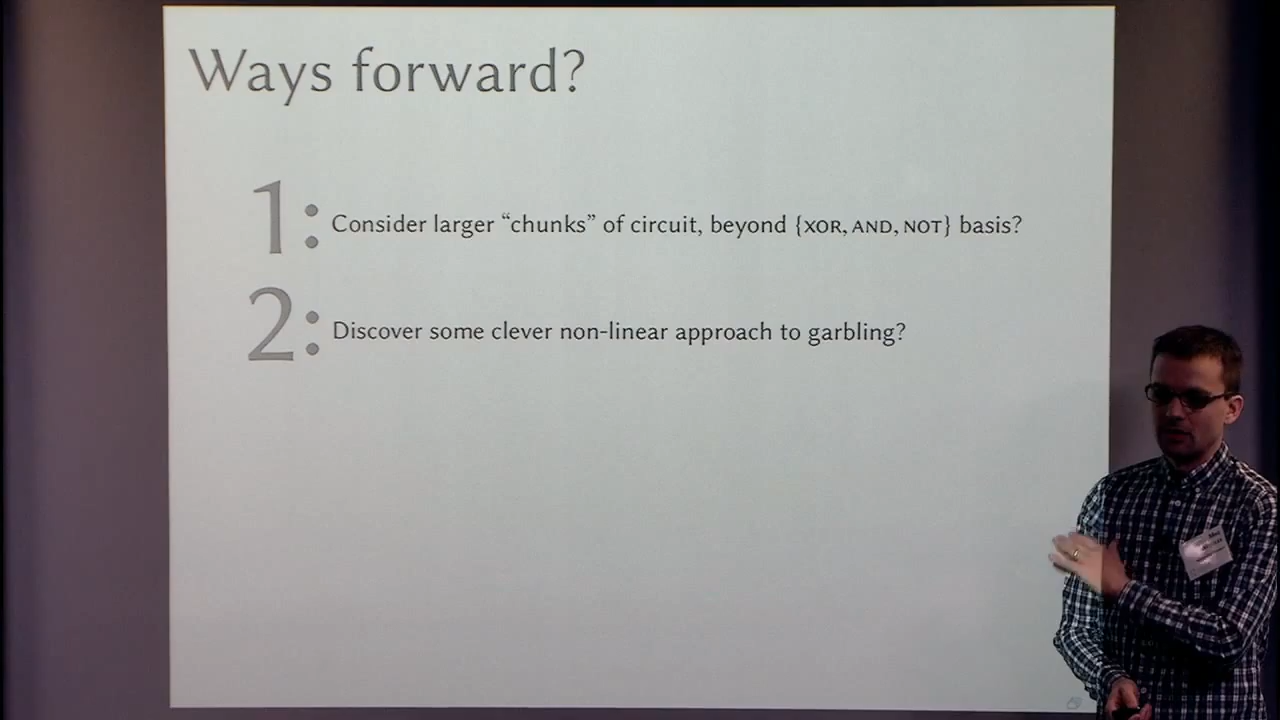 Ways forward?
1: Consider larger “chunks” of circuit, beyond {XOR, AND, NOT} basis?
2: Discover some clever non-linear approach to garbling?